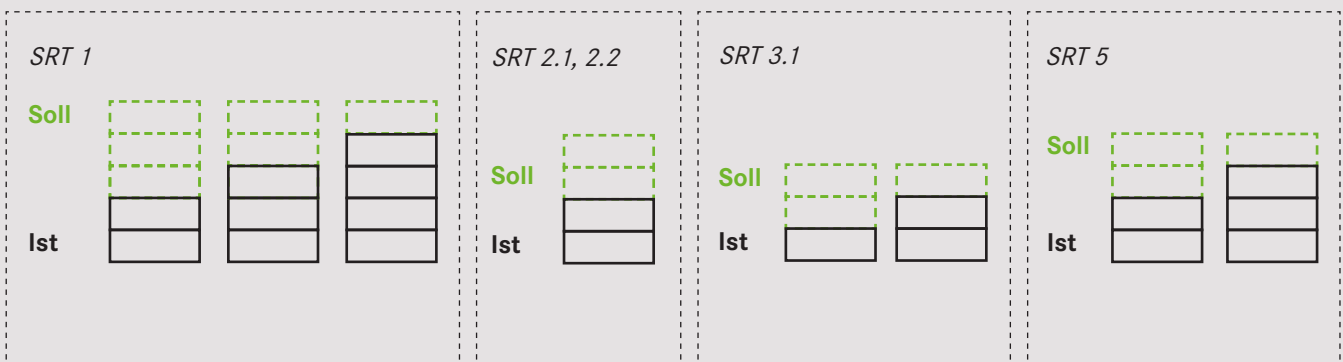 SRT 1
Soll
Ist
SRT 2.1, 2.2
Soll
Ist
SRT 3.1
Soll
Ist
SRT 5
Soll
Ist